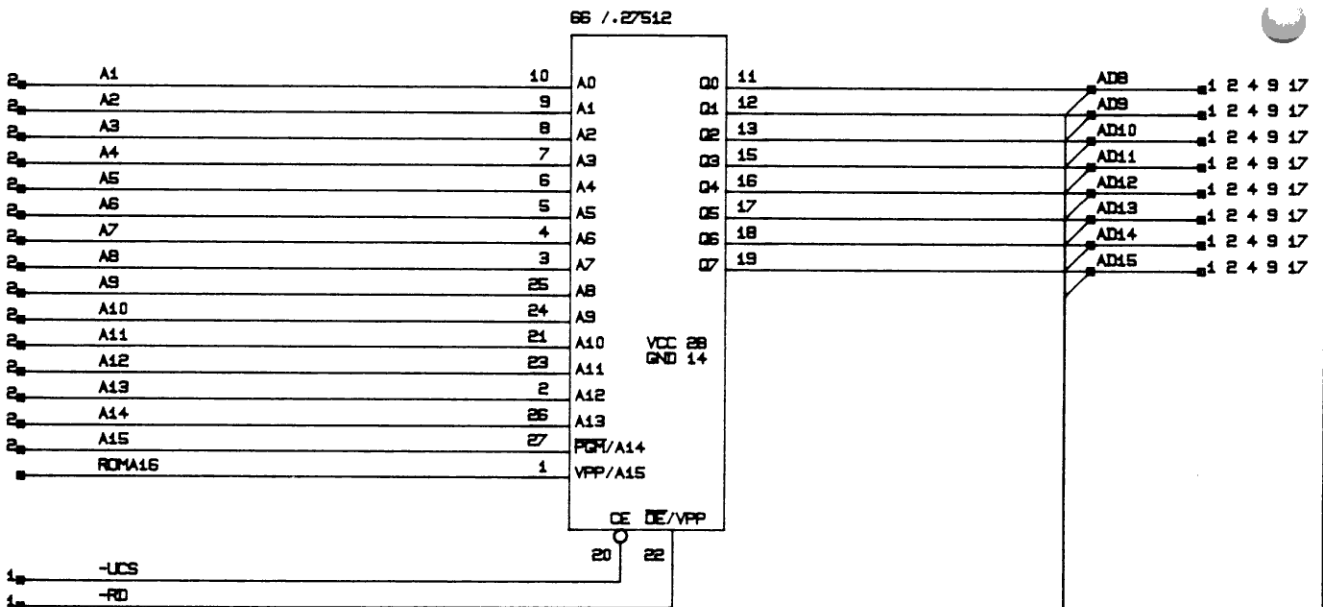 66 /.27512
2 A1 10 A0 Q0 11 AD8 1 2 4 9 17
2 A2 9 A1 Q1 12 AD9 1 2 4 9 17
2 A3 8 A2 Q2 13 AD10 1 2 4 9 17
2 A4 7 A3 Q3 15 AD11 1 2 4 9 17
2 A5 6 A4 Q4 16 AD12 1 2 4 9 17
2 A6 5 A5 Q5 17 AD13 1 2 4 9 17
2 A7 4 A6 Q6 18 AD14 1 2 4 9 17
2 A8 3 A7 Q7 19 AD15 1 2 4 9 17
2 A9 25 A8
2 A10 24 A9
2 A11 21 A10 VCC 28
2 A12 23 A11 GND 14
2 A13 2 A12
2 A14 26 A13
2 A15 27 PGM/A14
ROMA16 1 VPP/A15
CE OE/VPP
20 22
1 -UCS
1 -RD